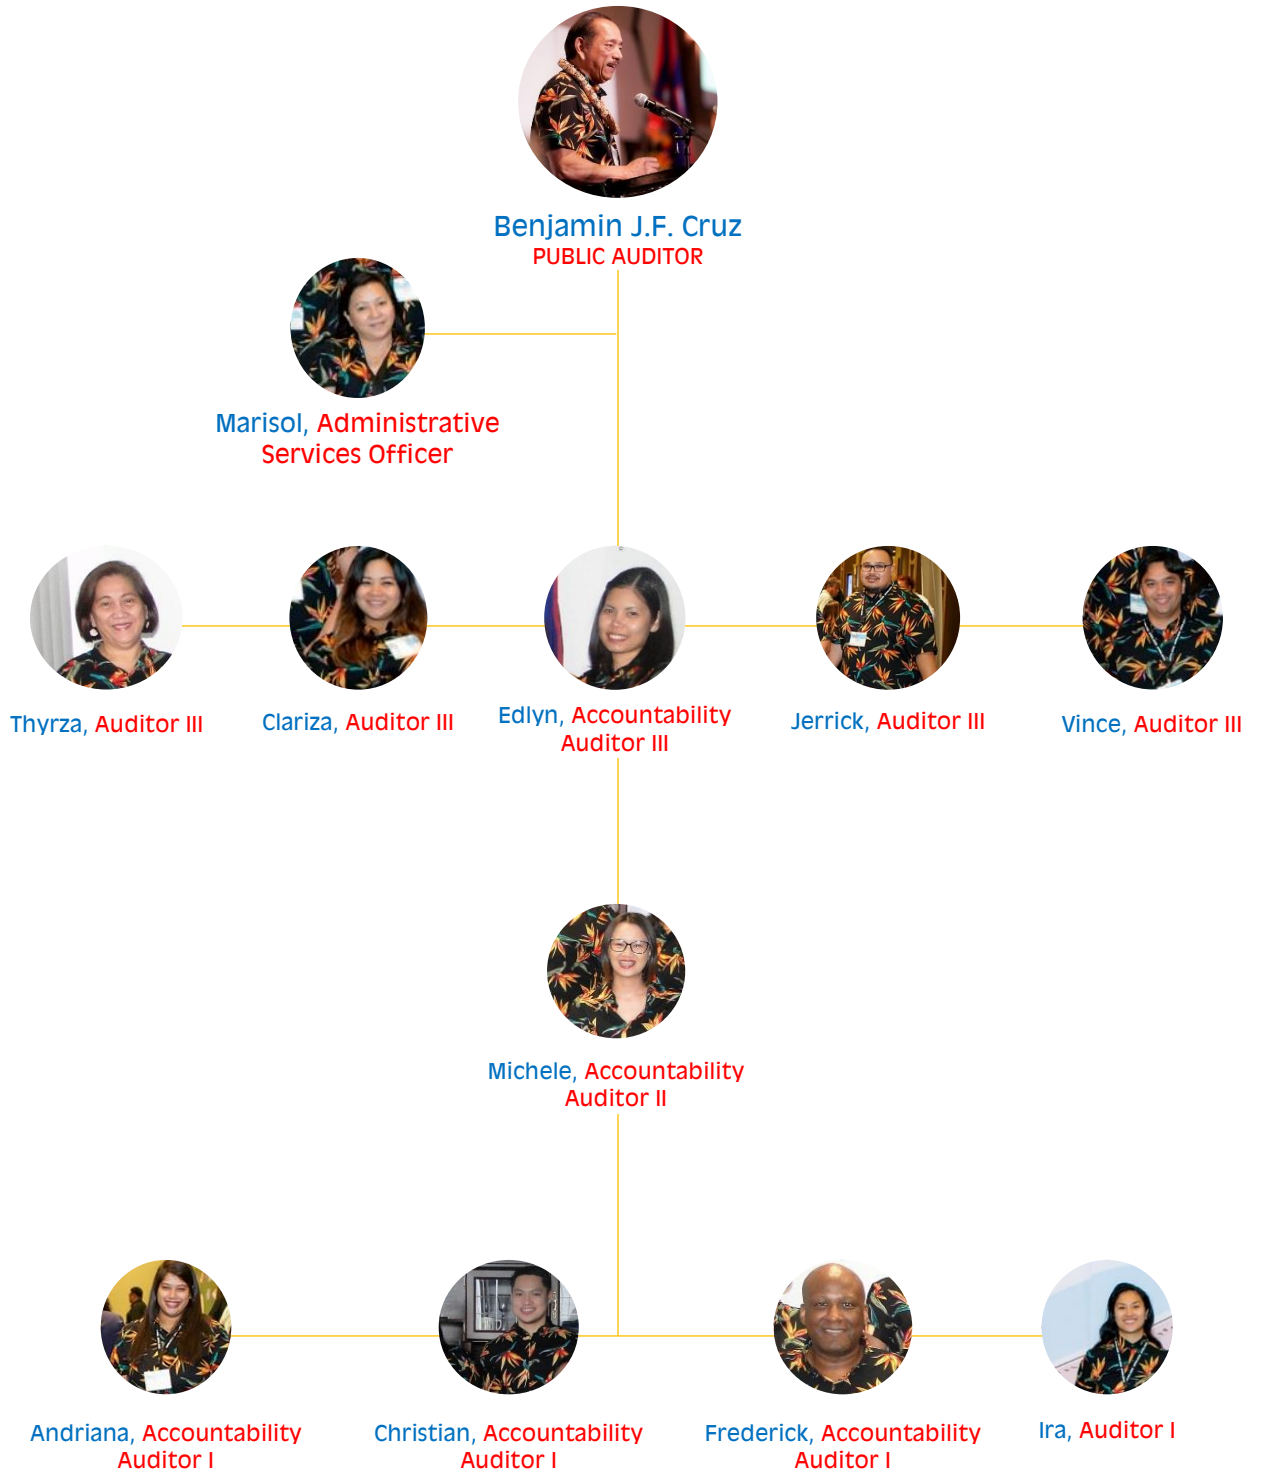 Benjamin J.F. Cruz
PUBLIC AUDITOR
Marisol, Administrative
Services Officer
Thyrza, Auditor III
Clariza, Auditor III
Edlyn, Accountability
Auditor III
Jerrick, Auditor III
Vince, Auditor III
Michele, Accountability
Auditor II
Andriana, Accountability
Auditor I
Christian, Accountability
Auditor I
Frederick, Accountability
Auditor I
Ira, Auditor I